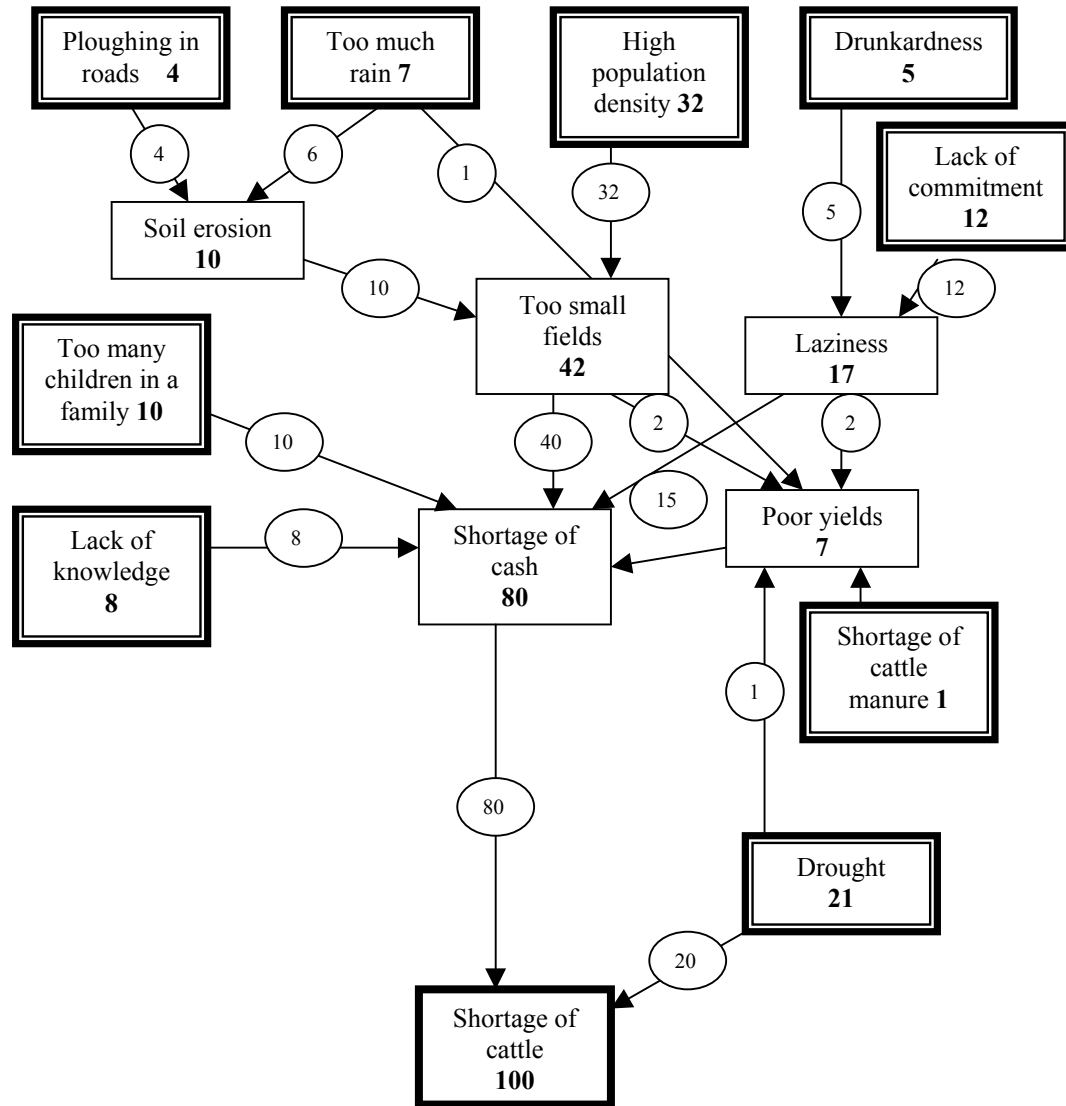 Ploughing in
roads 4
Too much
rain 7
High
population
density 32
Drunkardness
5
Lack of
commitment
12
4
6
1
32
5
12
Soil erosion
10
10
Too small
fields
42
Laziness
17
Too many
children in a
family 10
10
40
2
2
15
Lack of
knowledge
8
8
Shortage of
cash
80
Poor yields
7
Shortage of
cattle
manure 1
1
80
Drought
21
20
Shortage of
cattle
100